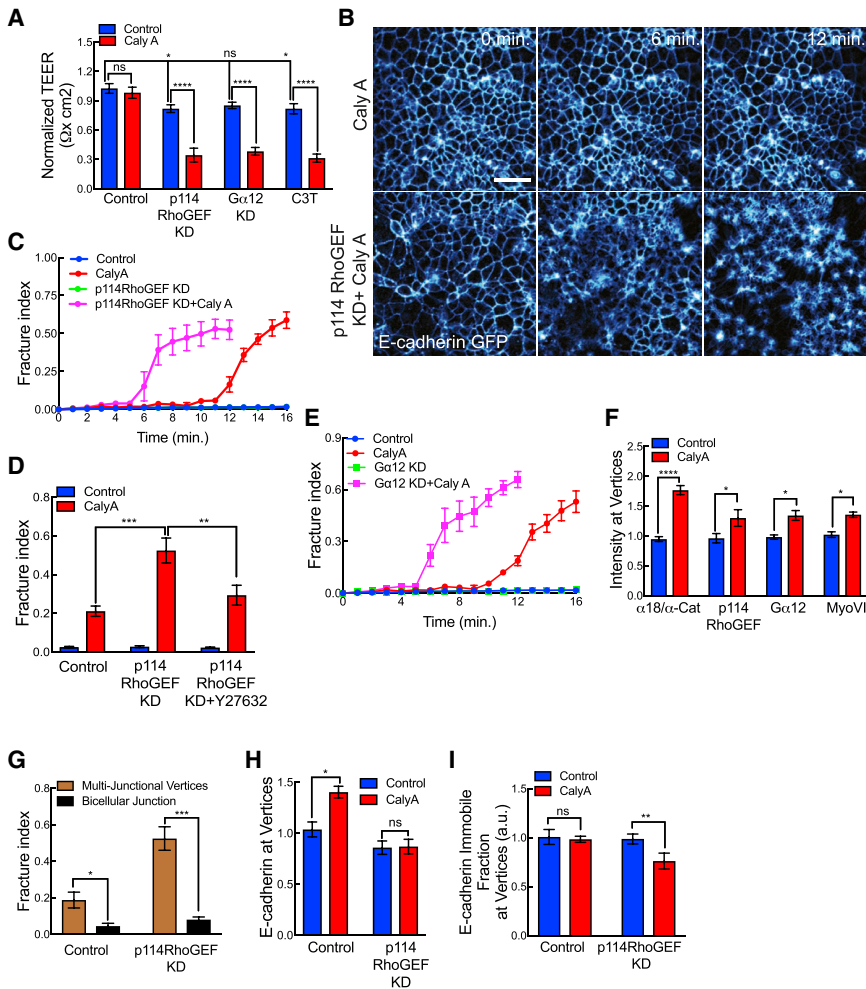 A
Control
Caly A
Normalized TEER
(Ωx cm2)
1.5
1.2
0.9
0.6
0.3
0
ns
*
ns
*
****
****
****
Control
p114
RhoGEF
KD
Gα12
KD
C3T
B
0 min.
6 min.
12 min.
Caly A
p114 RhoGEF
KD+ Caly A
E-cadherin GFP
C
Control
CalyA
p114RhoGEF KD
p114RhoGEF KD+Caly A
Fracture index
1.00
0.75
0.50
0.25
0.00
0 2 4 6 8 10 12 14 16
Time (min.)
D
Control
CalyA
Fracture index
0.8
0.6
0.4
0.2
0.0
***
**
Control
p114
RhoGEF
KD
p114
RhoGEF
KD+Y27632
E
Control
CalyA
Gα12 KD
Gα12 KD+Caly A
Fracture index
0.9
0.6
0.3
0.0
0 4 8 12 16
Time (min.)
F
Control
CalyA
Intensity at Vertices
2.5
2.0
1.5
1.0
0.5
0.0
****
*
*
*
α18/α-Cat
p114
RhoGEF
Gα12
MyoVI
G
Multi-Junctional Vertices
Bicellular Junction
Fracture index
0.8
0.6
0.4
0.2
0.0
*
***
Control
p114RhoGEF
KD
H
Control
CalyA
E-cadherin at Vertices
1.5
1.0
0.5
0.0
*
ns
Control
p114
RhoGEF
KD
I
Control
CalyA
E-cadherin Immobile
Fraction
at Vertices (a.u.)
1.5
1.0
0.5
0.0
ns
**
Control
p114RhoGEF
KD